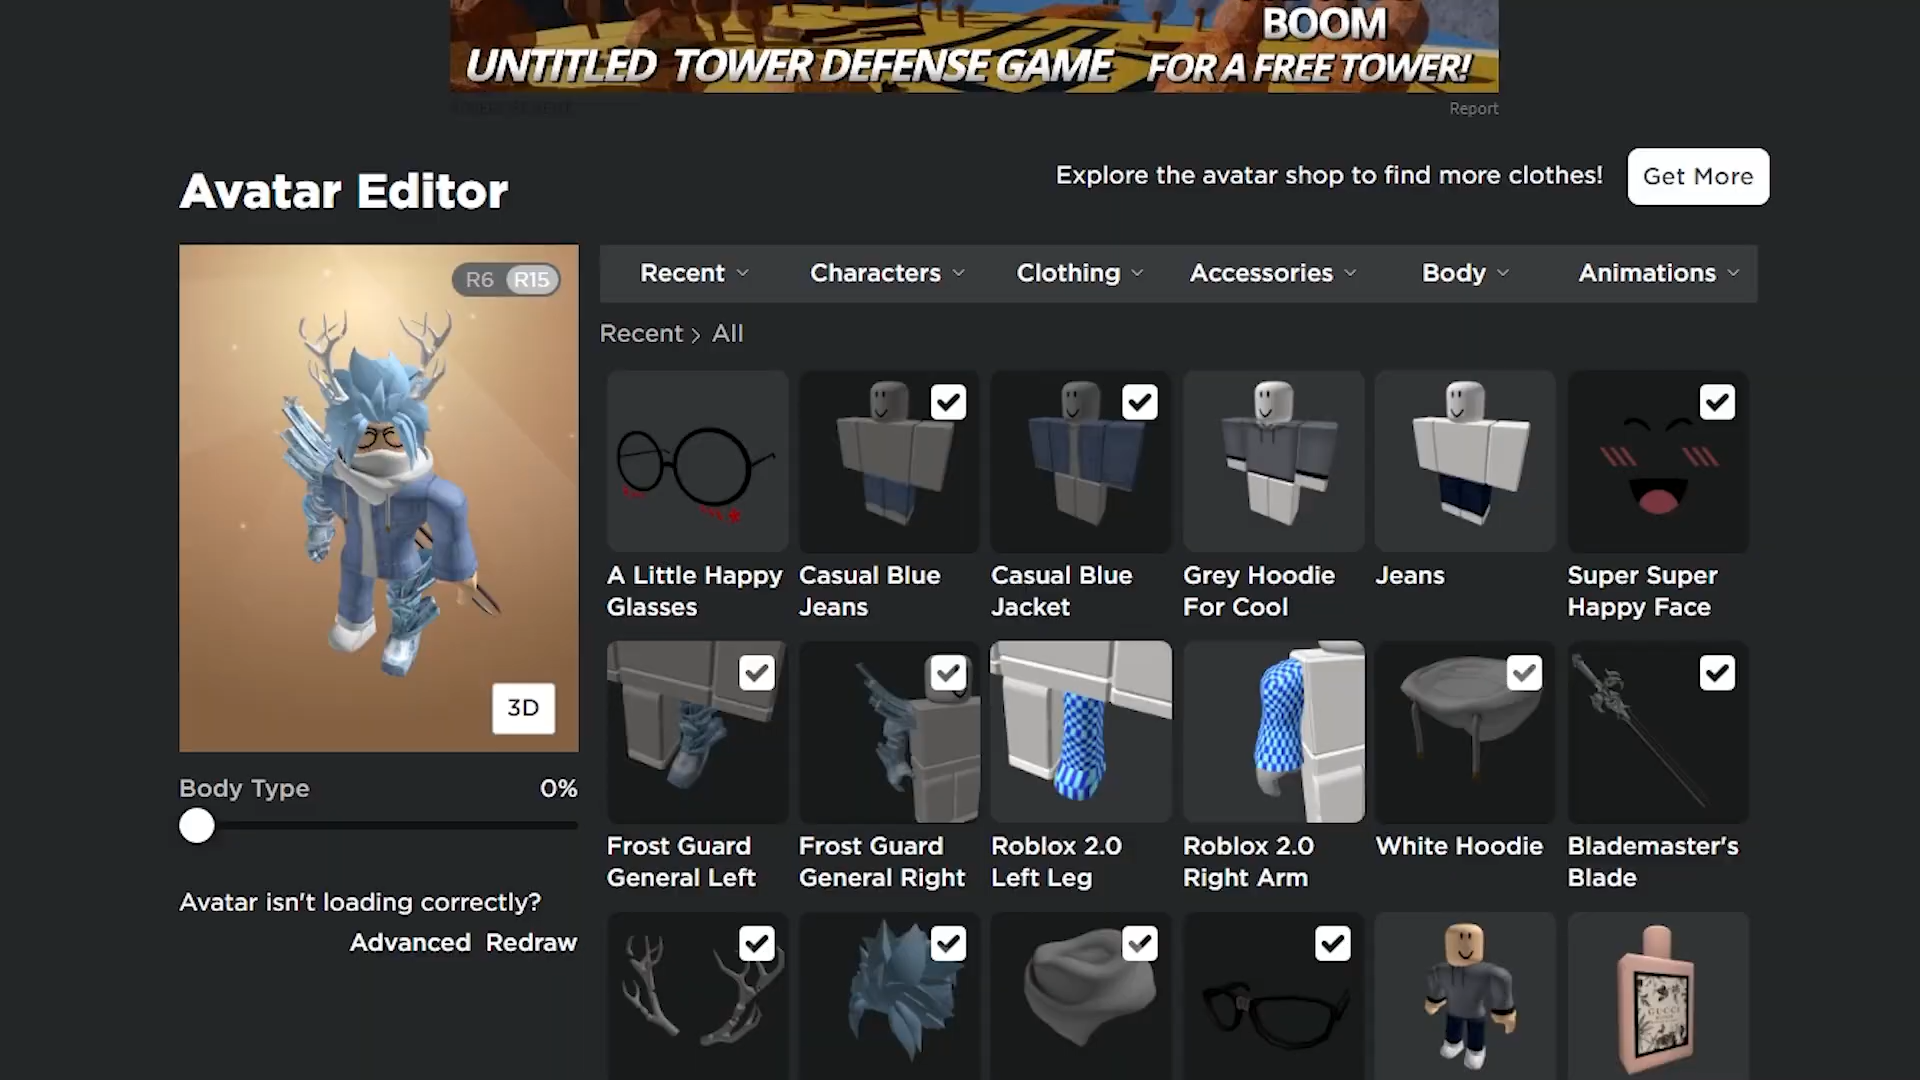 BOOM
UNTITLED TOWER DEFENSE GAME FOR A FREE TOWER!
Report
Avatar Editor
Explore the avatar shop to find more clothes!
Get More
R6 R15
Recent
Characters
Clothing
Accessories
Body
Animations
Recent > All
A Little Happy
Glasses
Casual Blue
Jeans
Casual Blue
Jacket
Grey Hoodie
For Cool
Jeans
Super Super
Happy Face
3D
Body Type 0%
Frost Guard
General Left
Frost Guard
General Right
Roblox 2.0
Left Leg
Roblox 2.0
Right Arm
White Hoodie
Blademaster's
Blade
Avatar isn't loading correctly?
Advanced Redraw
GUCCI